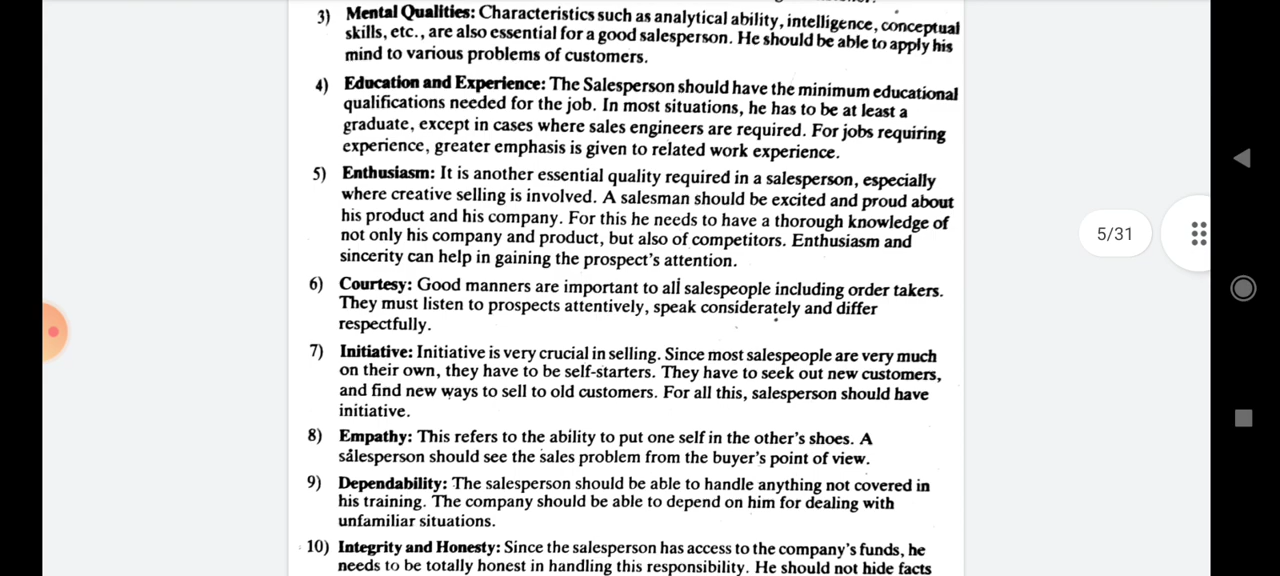 3) Mental Qualities: Characteristics such as analytical ability, intelligence, conceptual
skills, etc., are also essential for a good salesperson. He should be able to apply his
mind to various problems of customers.
4) Education and Experience: The Salesperson should have the minimum educational
qualifications needed for the job. In most situations, he has to be at least a
graduate, except in cases where sales engineers are required. For jobs requiring
experience, greater emphasis is given to related work experience.
5) Enthusiasm: It is another essential quality required in a salesperson, especially
where creative selling is involved. A salesman should be excited and proud about
his product and his company. For this he needs to have a thorough knowledge of
not only his company and product, but also of competitors. Enthusiasm and
sincerity can help in gaining the prospect's attention.
6) Courtesy: Good manners are important to all salespeople including order takers.
They must listen to prospects attentively, speak considerately and differ
respectfully.
7) Initiative: Initiative is very crucial in selling. Since most salespeople are very much
on their own, they have to be self-starters. They have to seek out new customers,
and find new ways to sell to old customers. For all this, salesperson should have
initiative.
8) Empathy: This refers to the ability to put one self in the other's shoes. A
salesperson should see the sales problem from the buyer's point of view.
9) Dependability: The salesperson should be able to handle anything not covered in
his training. The company should be able to depend on him for dealing with
unfamiliar situations.
10) Integrity and Honesty: Since the salesperson has access to the company's funds, he
needs to be totally honest in handling this responsibility. He should not hide facts
5/31